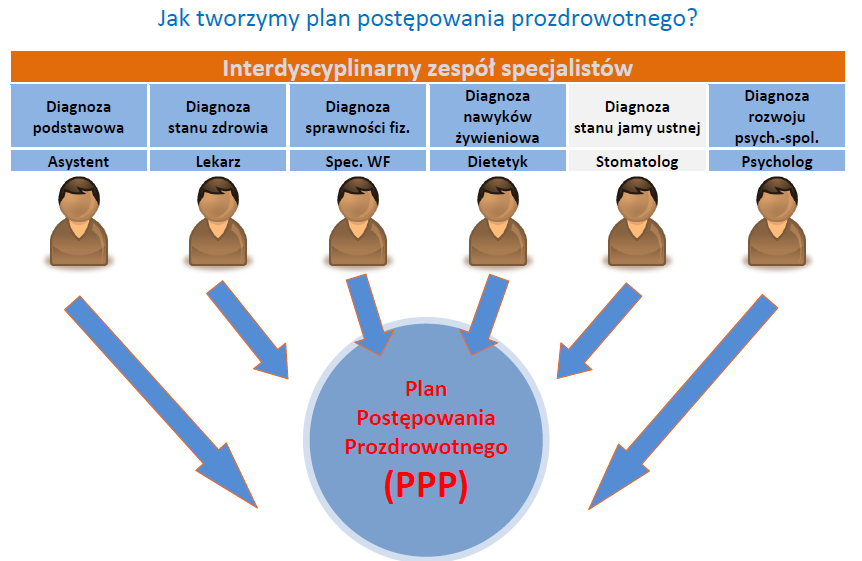 Jak tworzymy plan postępowania prozdrowotnego?
Interdyscyplinarny zespół specjalistów
Diagnoza
podstawowa
Diagnoza
stanu zdrowia
Diagnoza
sprawności fiz.
Diagnoza
nawyków
żywieniowa
Diagnoza
stanu jamy ustnej
Diagnoza
rozwoju
psych.-spol.
Asystent
Lekarz
Spec. WF
Dietetyk
Stomatolog
Psycholog
Plan
Postępowania
Prozdrowotnego
(PPP)